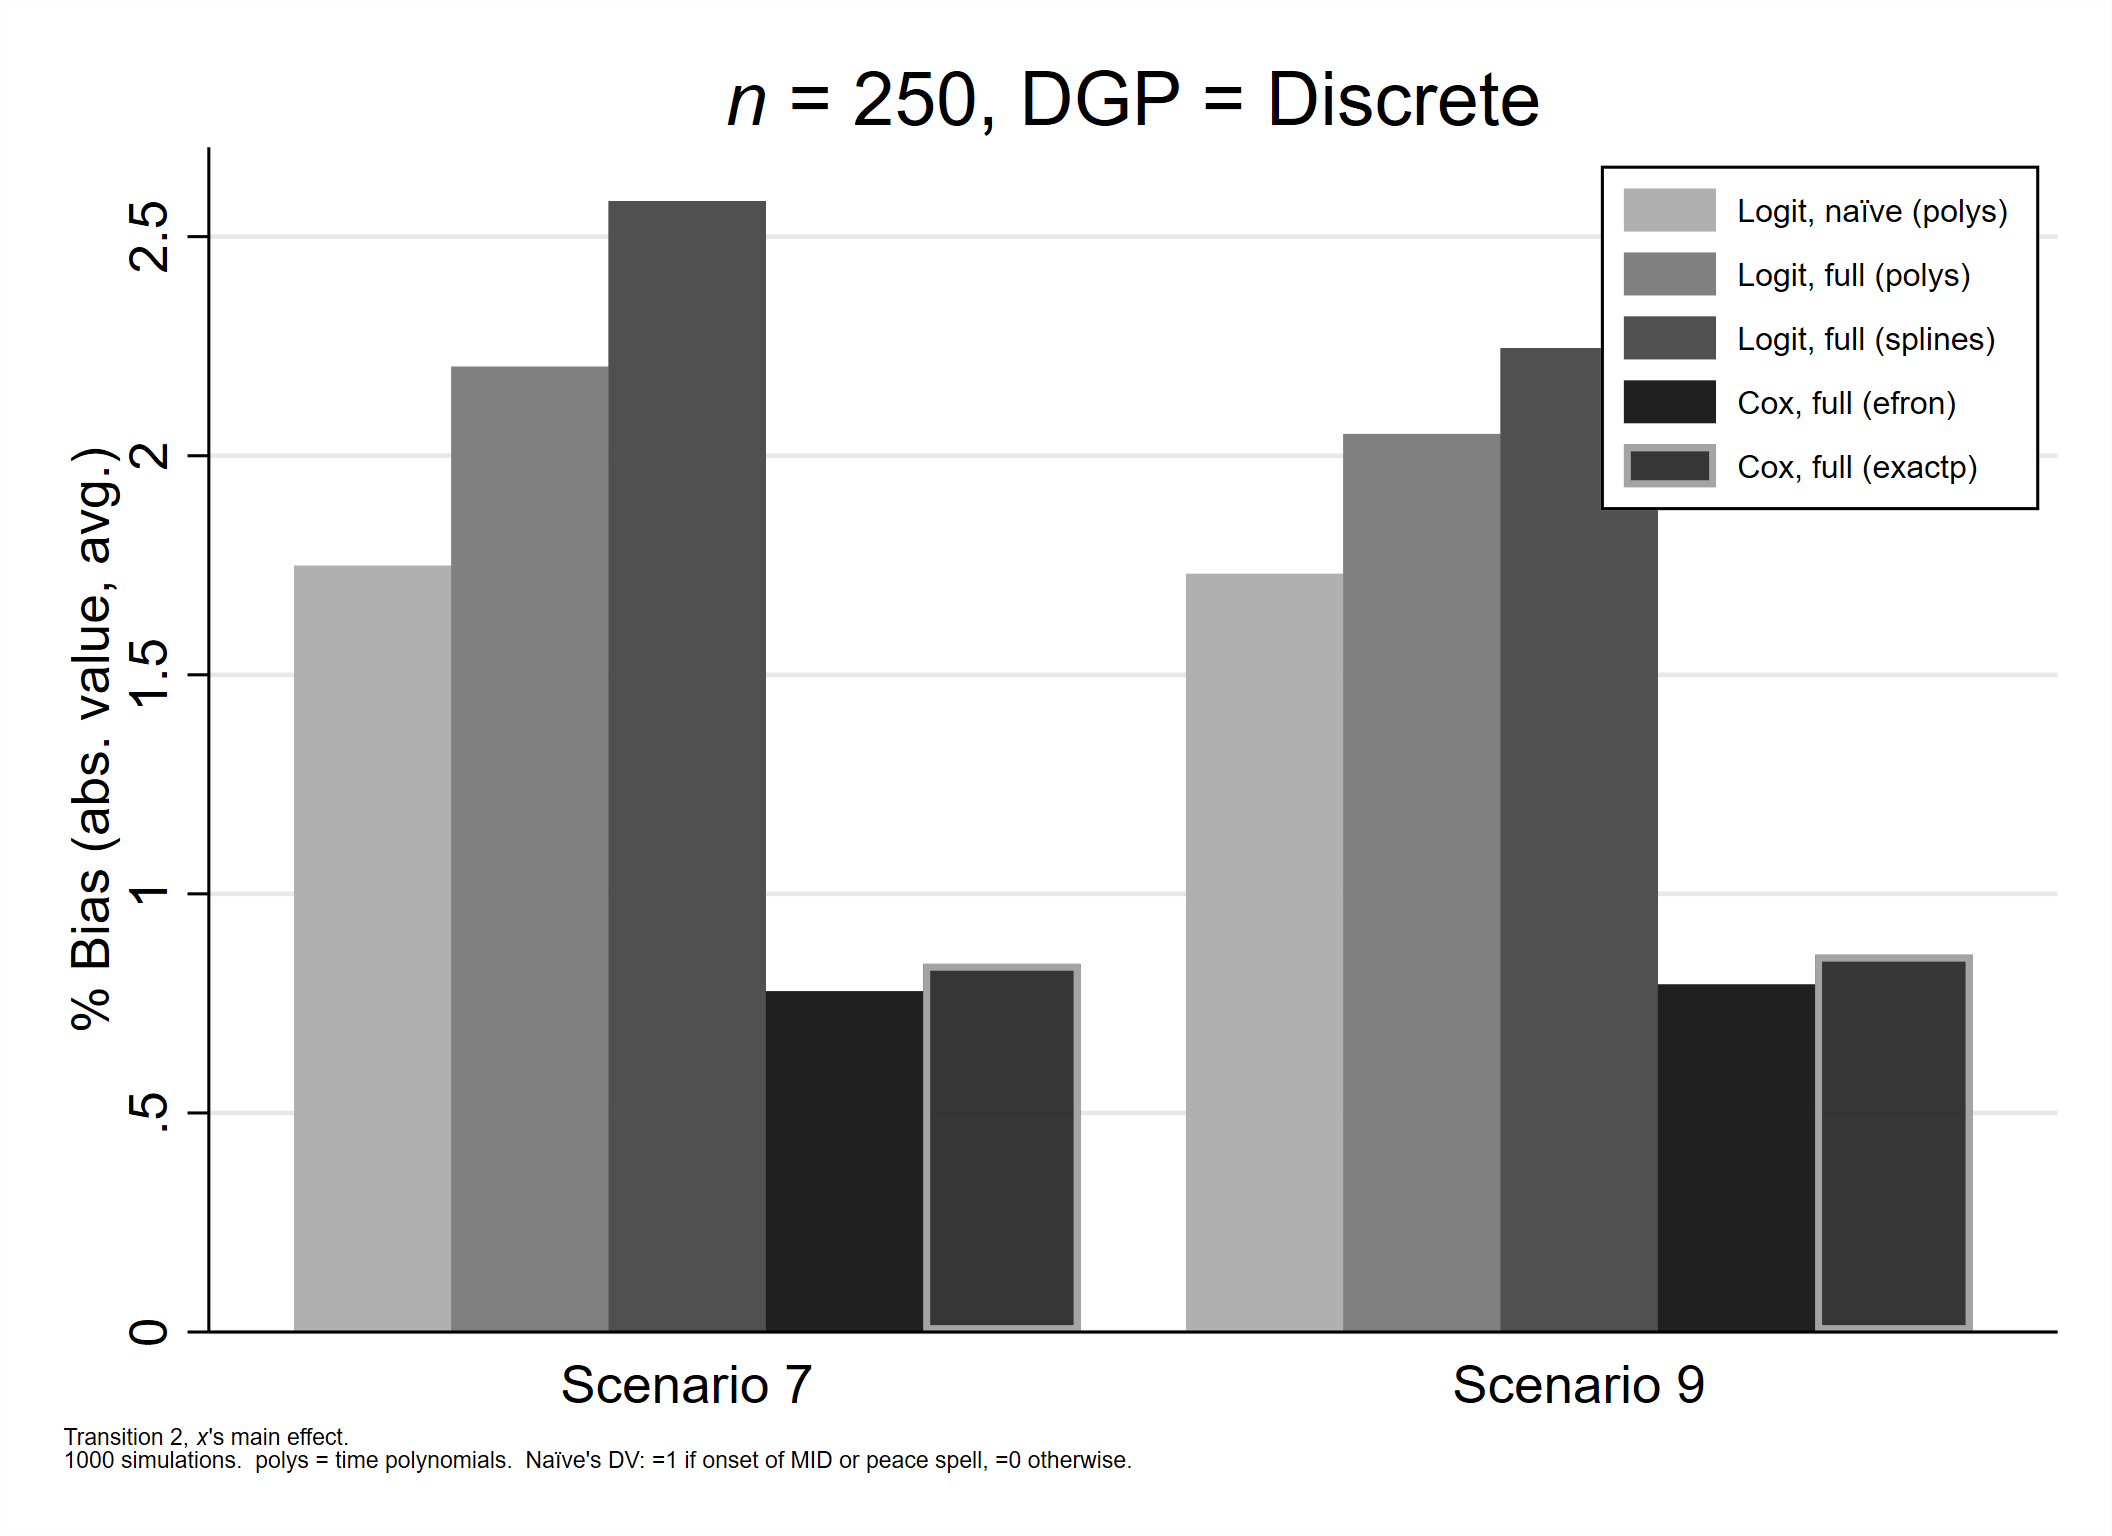 n = 250, DGP = Discrete
% Bias (abs. value, avg.)
2.5
2
1.5
1
.5
0
Logit, naïve (polys)
Logit, full (polys)
Logit, full (splines)
Cox, full (efron)
Cox, full (exactp)
Scenario 7
Scenario 9
Transition 2, x's main effect.
1000 simulations.  polys = time polynomials.  Naïve's DV: =1 if onset of MID or peace spell, =0 otherwise.